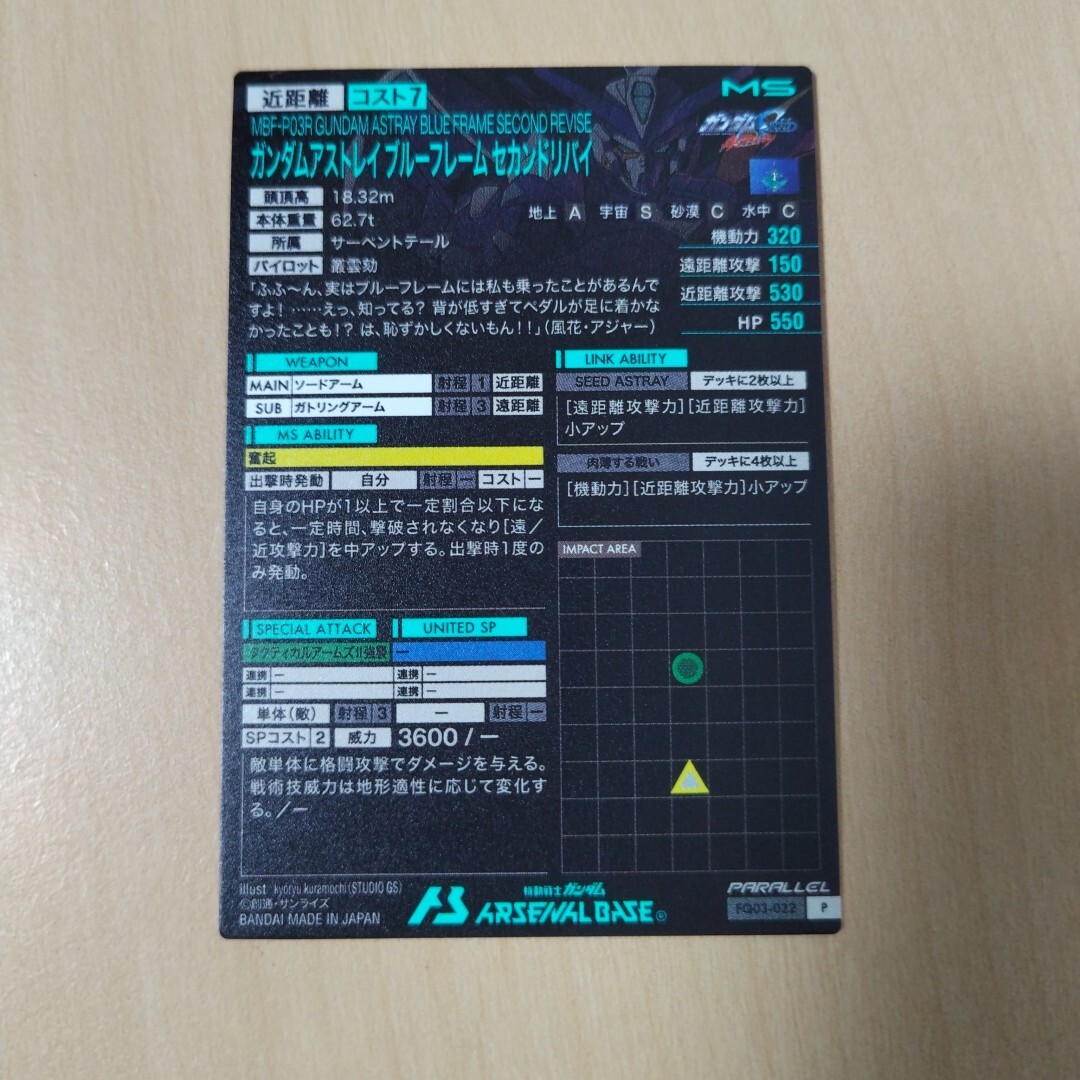 近距離 コスト7
MS
MBF-P03R GUNDAM ASTRAY BLUE FRAME SECOND REVISE
ガンダムアストレイ ブルーフレーム セカンドリバイ
ガンダムSEED
頭頂高 18.32m
本体重量 62.7t
所属 サーペントテール
パイロット 叢雲劾
地上 A 宇宙 S 砂漠 C 水中 C
機動力 320
遠距離攻撃 150
近距離攻撃 530
HP 550
「ふふ〜ん、実はブルーフレームには私も乗ったことがあるんで
すよ!……えっ、知ってる? 背が低すぎてペダルが足に着かな
かったことも!? は、恥ずかしくないもん!!」(風花・アジャー)
WEAPON
MAIN ソードアーム 射程 1 近距離
SUB ガトリングアーム 射程 3 遠距離
MS ABILITY
奮起
出撃時発動 自分 射程 ー コスト ー
自身のHPが1以上で一定割合以下にな
ると、一定時間、撃破されなくなり[遠/
近攻撃力]を中アップする。出撃時1度の
み発動。
LINK ABILITY
SEED ASTRAY デッキに2枚以上
[遠距離攻撃力][近距離攻撃力]
小アップ
肉薄する戦い デッキに4枚以上
[機動力][近距離攻撃力]小アップ
IMPACT AREA
SPECIAL ATTACK UNITED SP
タクティカルアームズII強襲 ー
連携 ー 連携 ー
連携 ー 連携 ー
単体(敵) 射程 3 ー 射程 ー
SPコスト 2 威力 3600 / ー
敵単体に格闘攻撃でダメージを与える。
戦術技威力は地形適性に応じて変化す
る。/ー
illust kyoryu kuramochi (STUDIO GS)
©創通・サンライズ
BANDAI MADE IN JAPAN
機動戦士ガンダム
ARSENAL BASE®
PARALLEL
FQ03-022 P